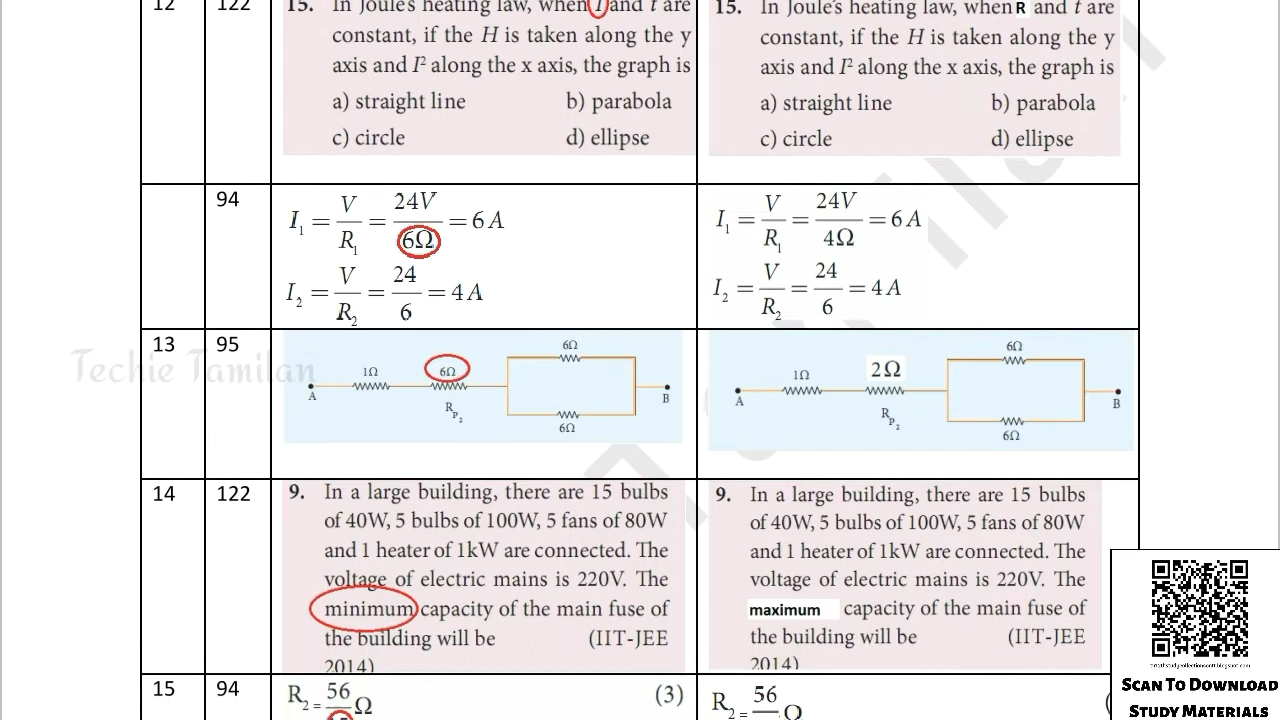 12
122
15. In Joule's heating law, when I and t are
constant, if the H is taken along the y
axis and I² along the x axis, the graph is
a) straight line b) parabola
c) circle d) ellipse
15. In Joule's heating law, when R and t are
constant, if the H is taken along the y
axis and I² along the x axis, the graph is
a) straight line b) parabola
c) circle d) ellipse
94
I₁ = V/R₁ = 24V/6Ω = 6 A
I₂ = V/R₂ = 24/6 = 4 A
I₁ = V/R₁ = 24V/4Ω = 6 A
I₂ = V/R₂ = 24/6 = 4 A
Techie Tamilan
13
95
6Ω
1Ω 6Ω
A B
R P₂
6Ω
6Ω
1Ω 2Ω
A B
R P₂
6Ω
14
122
9. In a large building, there are 15 bulbs
of 40W, 5 bulbs of 100W, 5 fans of 80W
and 1 heater of 1kW are connected. The
voltage of electric mains is 220V. The
minimum capacity of the main fuse of
the building will be (IIT-JEE
2014)
9. In a large building, there are 15 bulbs
of 40W, 5 bulbs of 100W, 5 fans of 80W
and 1 heater of 1kW are connected. The
voltage of electric mains is 220V. The
maximum capacity of the main fuse of
the building will be (IIT-JEE
2014)
15
94
R₂ = 56 Ω (3)
R₂ = 56 Ω
Scan To Download
Study Materials